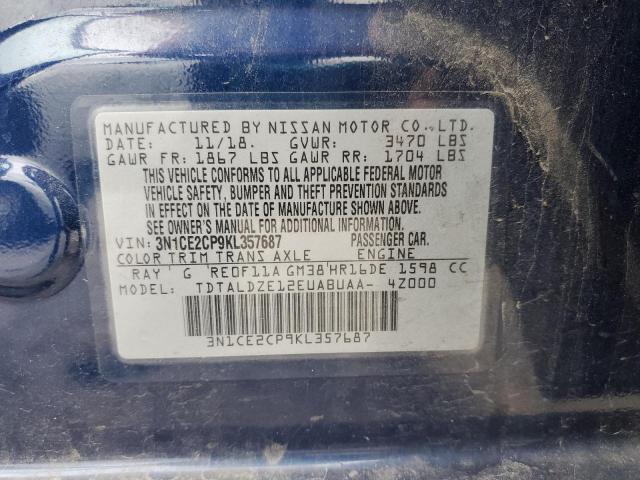 MANUFACTURED BY NISSAN MOTOR CO.,LTD.
DATE: 11/18. GVWR: 3470 LBS
GAWR FR: 1867 LBS GAWR RR: 1704 LBS
THIS VEHICLE CONFORMS TO ALL APPLICABLE FEDERAL MOTOR
VEHICLE SAFETY, BUMPER AND THEFT PREVENTION STANDARDS
IN EFFECT ON THE DATE OF MANUFACTURE SHOWN ABOVE.
SEE OWNER'S MANUAL FOR ADDITIONAL INFORMATION.
VIN: 3N1CE2CP9KL357687 PASSENGER CAR.
COLOR TRIM TRANS AXLE ENGINE
RAY G RE0F11A GM38 HR16DE 1598 CC
MODEL: TDTALDZE12EUABUAA- 4Z000
3N1CE2CP9KL357687